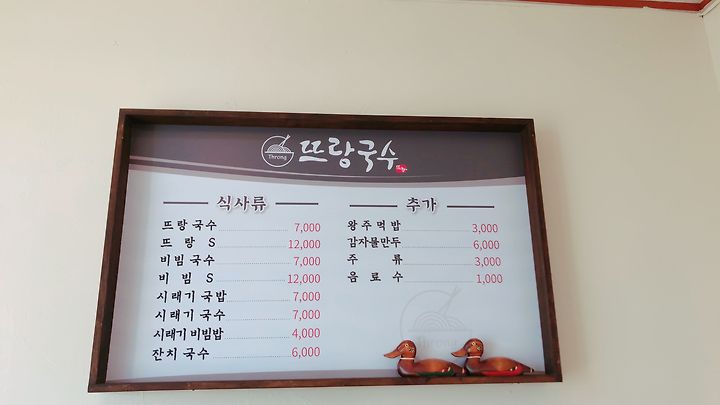 Throng
뜨랑국수
식사류
뜨랑국수 7,000
뜨랑 S 12,000
비빔국수 7,000
비빔 S 12,000
시래기 국밥 7,000
시래기 국수 7,000
시래기 비빔밥 4,000
잔치 국수 6,000
추가
왕주먹밥 3,000
감자물만두 6,000
주류 3,000
음료수 1,000
Throng